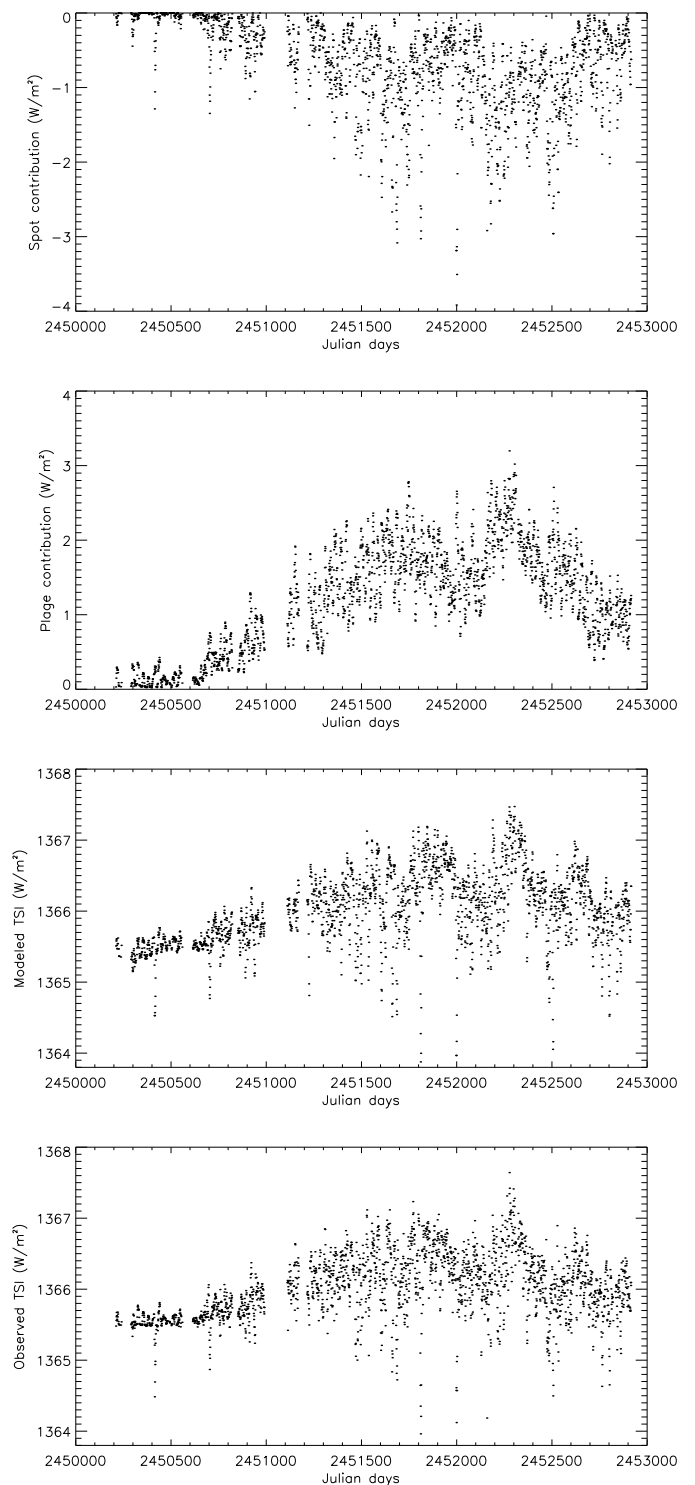 0
−1
−2
−3
−4
Spot contribution (W/m²)
2450000 2450500 2451000 2451500 2452000 2452500 2453000
Julian days
4
3
2
1
0
Plage contribution (W/m²)
2450000 2450500 2451000 2451500 2452000 2452500 2453000
Julian days
1368
1367
1366
1365
1364
Modeled TSI (W/m²)
2450000 2450500 2451000 2451500 2452000 2452500 2453000
Julian days
1368
1367
1366
1365
1364
Observed TSI (W/m²)
2450000 2450500 2451000 2451500 2452000 2452500 2453000
Julian days